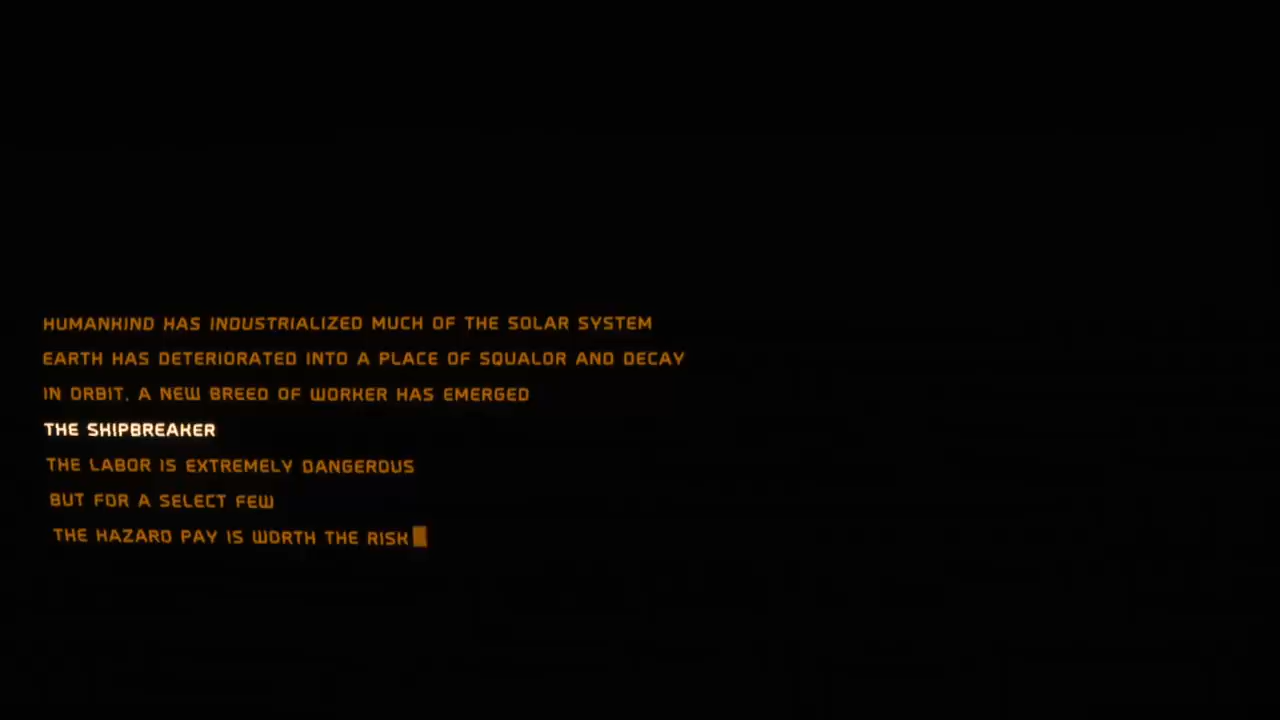 HUMANKIND HAS INDUSTRIALIZED MUCH OF THE SOLAR SYSTEM
EARTH HAS DETERIORATED INTO A PLACE OF SQUALOR AND DECAY
IN ORBIT, A NEW BREED OF WORKER HAS EMERGED
THE SHIPBREAKER
THE LABOR IS EXTREMELY DANGEROUS
BUT FOR A SELECT FEW
THE HAZARD PAY IS WORTH THE RISK